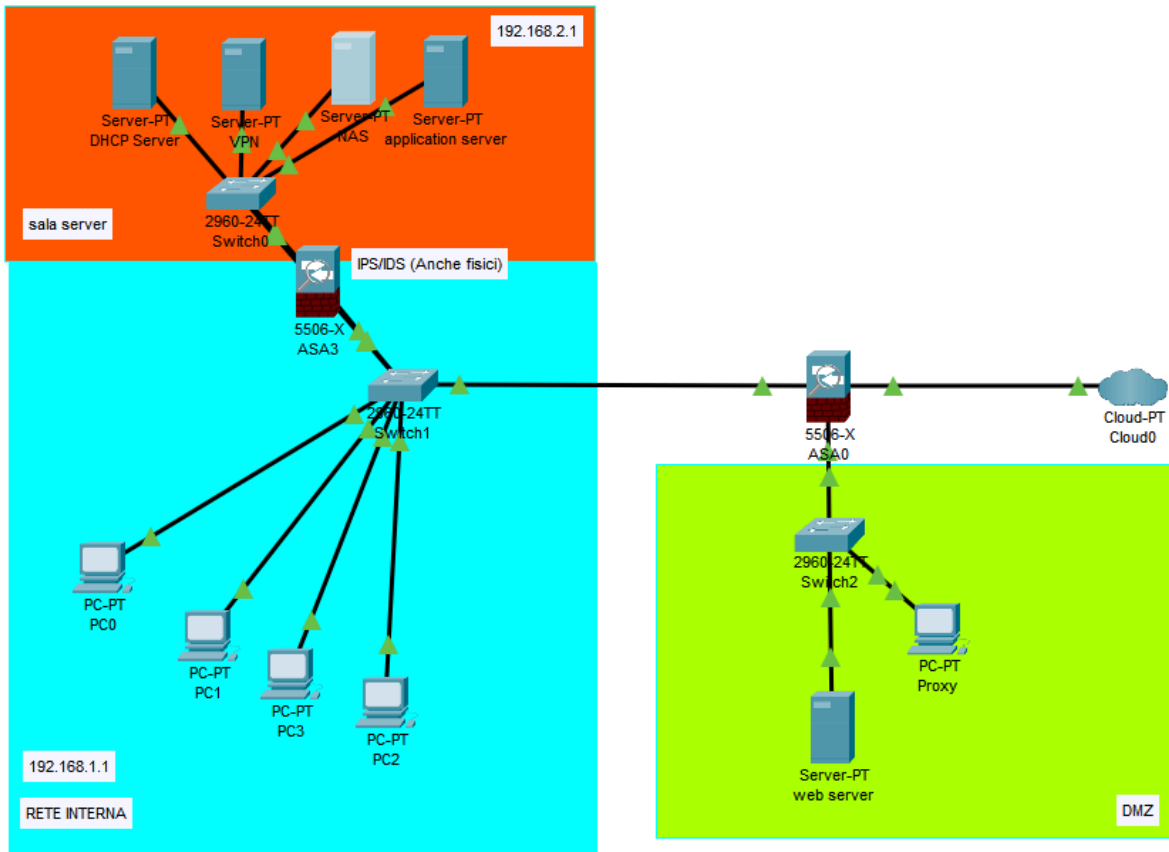 192.168.2.1
Server-PT
DHCP Server
Server-PT
VPN
Server-PT
NAS
Server-PT
application server
sala server
2960-24TT
Switch0
IPS/IDS (Anche fisici)
5506-X
ASA3
2960-24TT
Switch1
5506-X
ASA0
Cloud-PT
Cloud0
2960-24TT
Switch2
PC-PT
PC0
PC-PT
PC1
PC-PT
PC3
PC-PT
PC2
PC-PT
Proxy
Server-PT
web server
192.168.1.1
RETE INTERNA
DMZ